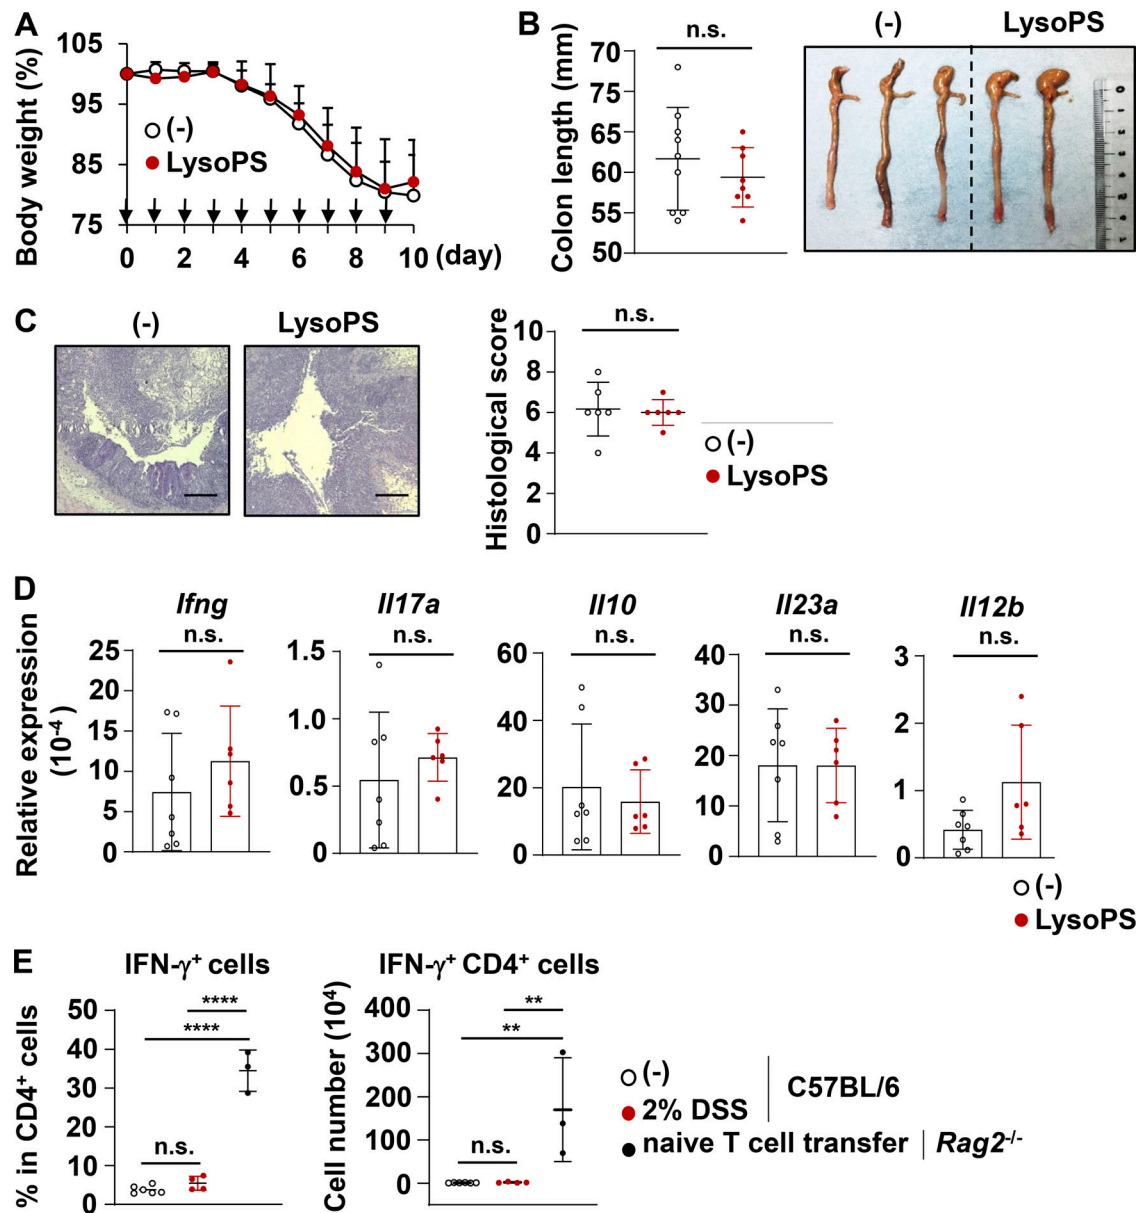 A
Body weight (%)
105
95
85
75
(-)
LysoPS
0 2 4 6 8 10 (day)
B
Colon length (mm)
70
75
65
60
55
50
n.s.
(-) LysoPS
C
(-) LysoPS
Histological score
10
8
6
4
2
0
n.s.
(-)
LysoPS
D
Relative expression
(10-4)
Ifng
n.s.
25
20
15
10
5
0
Il17a
n.s.
1.5
1.0
0.5
0
Il10
n.s.
60
40
20
0
Il23a
n.s.
40
30
20
10
0
Il12b
n.s.
3
2
1
0
(-)
LysoPS
E
IFN-γ+ cells
% in CD4+ cells
50
40
30
20
10
0
****
****
n.s.
IFN-γ+ CD4+ cells
Cell number (104)
400
300
200
100
0
**
**
n.s.
(-)
2% DSS
C57BL/6
naive T cell transfer
Rag2-/-